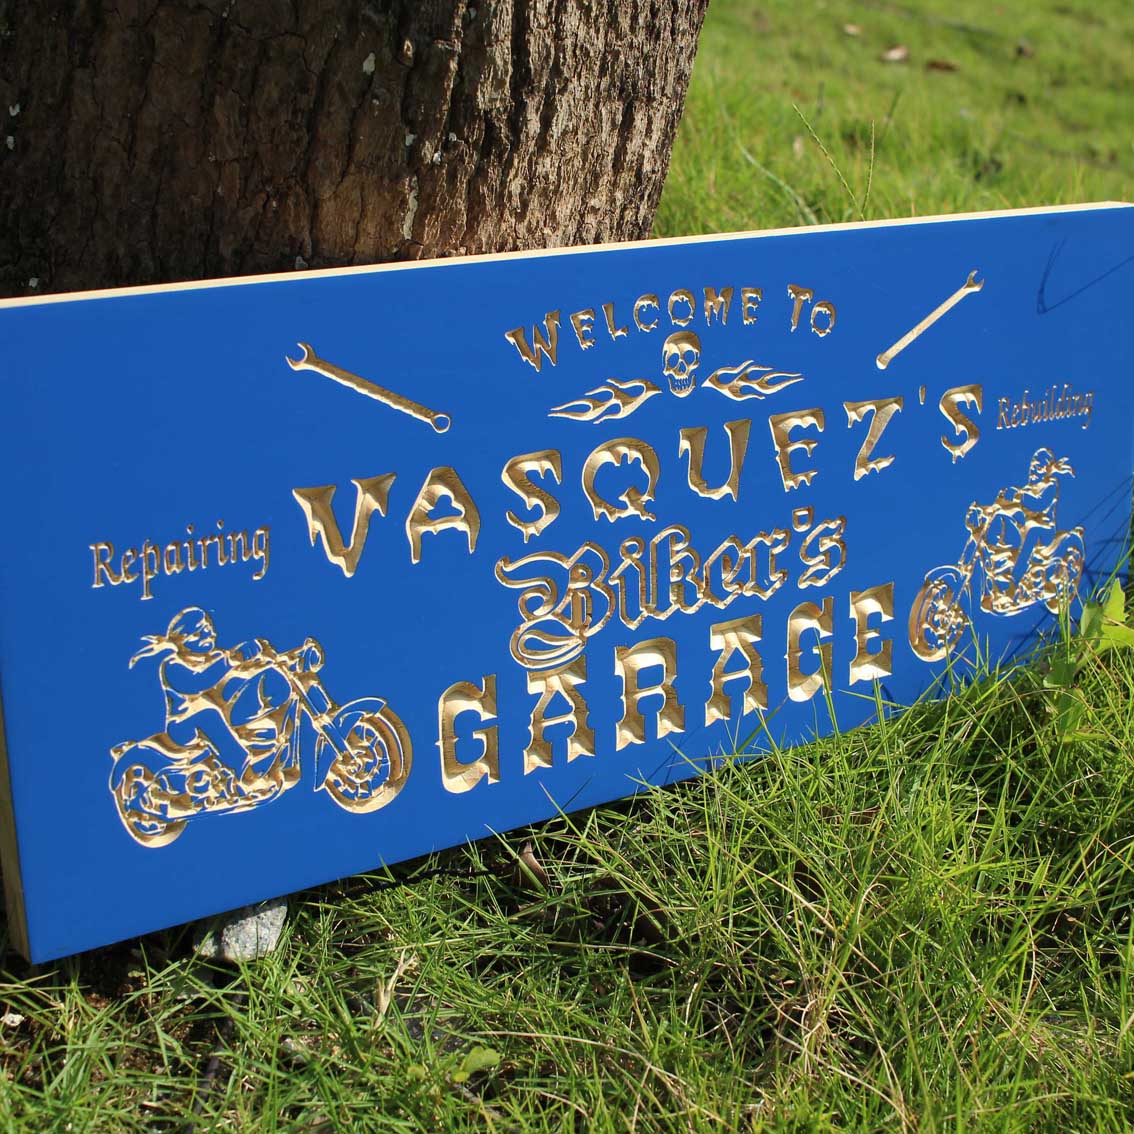 WELCOME TO
VASQUEZ'S
Repairing
Rebuilding
Biker's
GARAGE